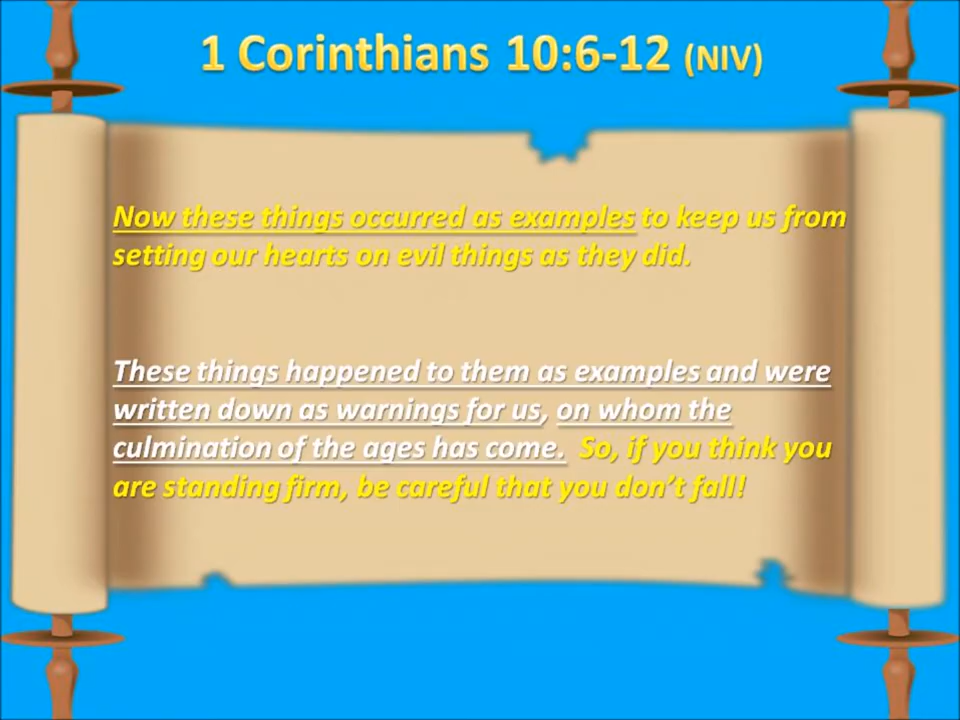 1 Corinthians 10:6-12 (NIV)
Now these things occurred as examples to keep us from
setting our hearts on evil things as they did.
These things happened to them as examples and were
written down as warnings for us, on whom the
culmination of the ages has come. So, if you think you
are standing firm, be careful that you don’t fall!